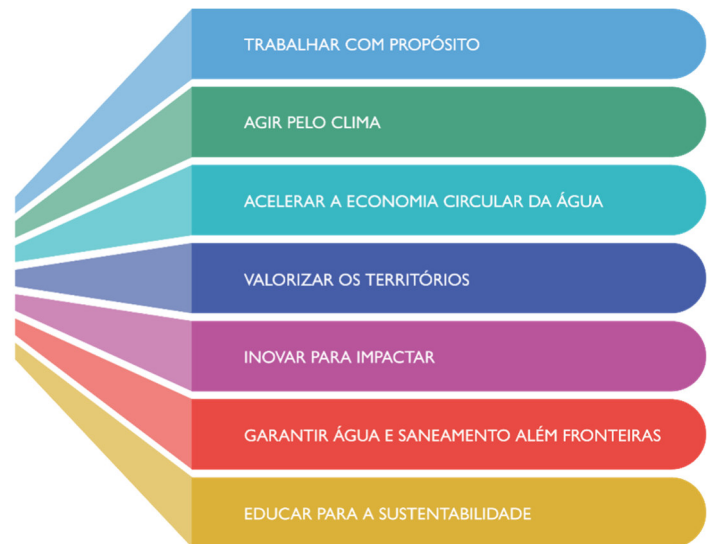 TRABALHAR COM PROPÓSITO
AGIR PELO CLIMA
ACELERAR A ECONOMIA CIRCULAR DA ÁGUA
VALORIZAR OS TERRITÓRIOS
INOVAR PARA IMPACTAR
GARANTIR ÁGUA E SANEAMENTO ALÉM FRONTEIRAS
EDUCAR PARA A SUSTENTABILIDADE